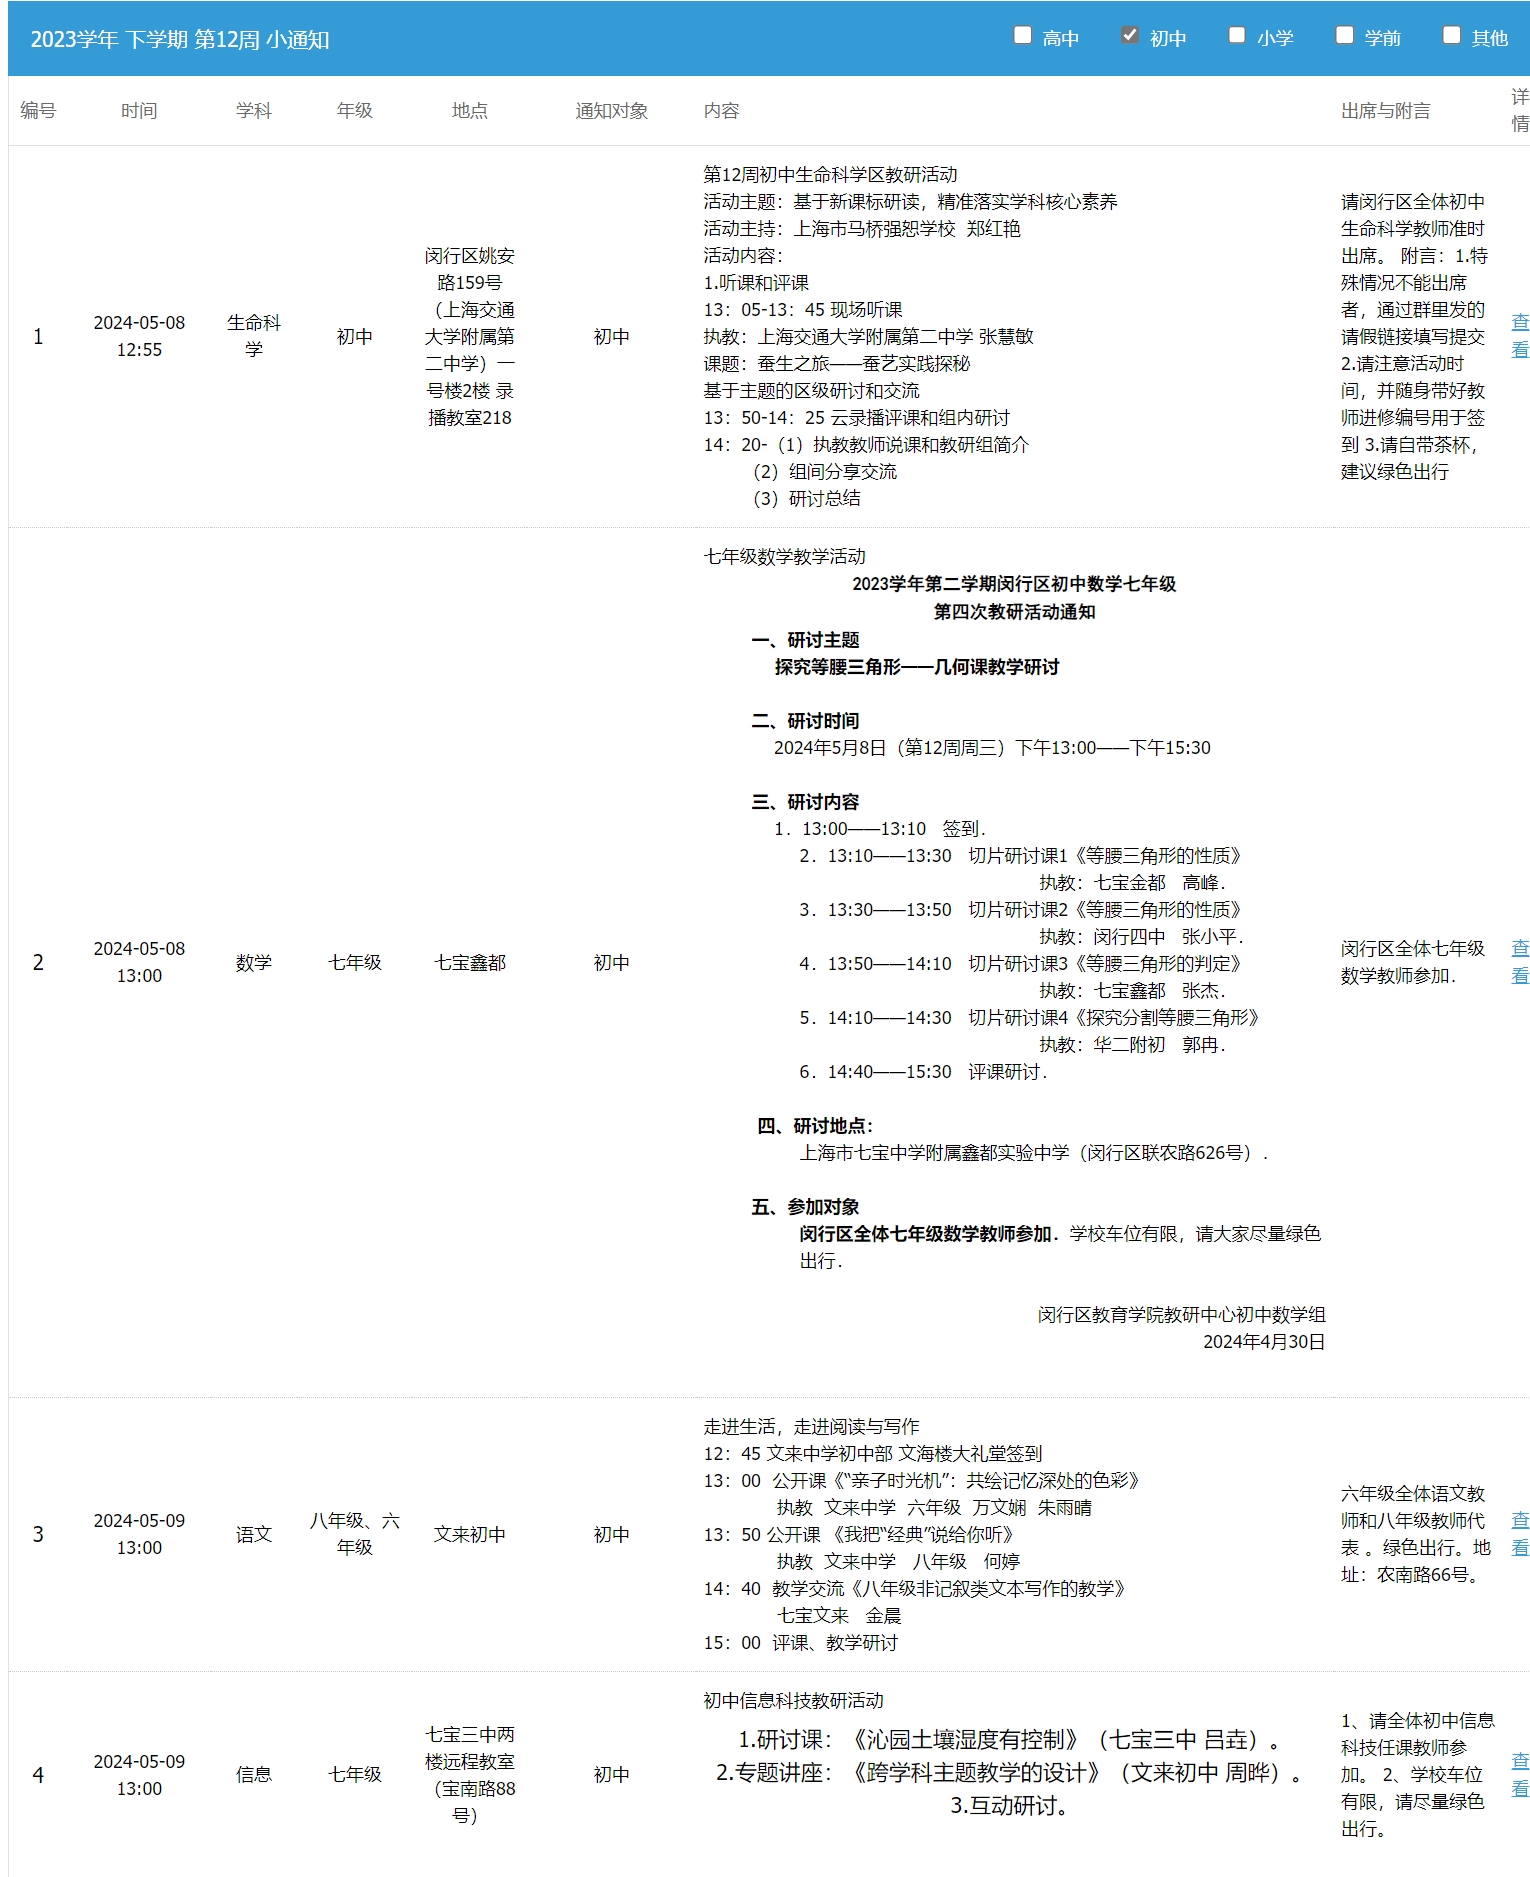 2023学年 下学期 第12周 小通知
高中 初中 小学 学前 其他
编号 时间 学科 年级 地点 通知对象 内容 出席与附言 详情
1
2024-05-08
12:55
生命科
学
初中
闵行区姚安
路159号
（上海交通
大学附属第
二中学）一
号楼2楼 录
播教室218
初中
第12周初中生命科学区教研活动
活动主题：基于新课标研读，精准落实学科核心素养
活动主持：上海市马桥强恕学校 郑红艳
活动内容：
1.听课和评课
13：05-13：45 现场听课
执教：上海交通大学附属第二中学 张慧敏
课题：蚕生之旅——蚕艺实践探秘
基于主题的区级研讨和交流
13：50-14：25 云录播评课和组内研讨
14：20-（1）执教教师说课和教研组简介
（2）组间分享交流
（3）研讨总结
请闵行区全体初中
生命科学教师准时
出席。 附言：1.特
殊情况不能出席
者，通过群里发的
请假链接填写提交
2.请注意活动时
间，并随身带好教
师进修编号用于签
到 3.请自带茶杯，
建议绿色出行
查
看
2
2024-05-08
13:00
数学
七年级
七宝鑫都
初中
七年级数学教学活动
2023学年第二学期闵行区初中数学七年级
第四次教研活动通知
一、研讨主题
探究等腰三角形——几何课教学研讨
二、研讨时间
2024年5月8日（第12周周三）下午13:00——下午15:30
三、研讨内容
1．13:00——13:10 签到．
2．13:10——13:30 切片研讨课1《等腰三角形的性质》
执教：七宝金都 高峰．
3．13:30——13:50 切片研讨课2《等腰三角形的性质》
执教：闵行四中 张小平．
4．13:50——14:10 切片研讨课3《等腰三角形的判定》
执教：七宝鑫都 张杰．
5．14:10——14:30 切片研讨课4《探究分割等腰三角形》
执教：华二附初 郭冉．
6．14:40——15:30 评课研讨．
四、研讨地点：
上海市七宝中学附属鑫都实验中学（闵行区联农路626号）．
五、参加对象
闵行区全体七年级数学教师参加．学校车位有限，请大家尽量绿色
出行．
闵行区教育学院教研中心初中数学组
2024年4月30日
闵行区全体七年级
数学教师参加．
查
看
3
2024-05-09
13:00
语文
八年级、六
年级
文来初中
初中
走进生活，走进阅读与写作
12：45 文来中学初中部 文海楼大礼堂签到
13：00 公开课《“亲子时光机”：共绘记忆深处的色彩》
执教 文来中学 六年级 万文娴 朱雨晴
13：50 公开课 《我把“经典”说给你听》
执教 文来中学 八年级 何婷
14：40 教学交流《八年级非记叙类文本写作的教学》
七宝文来 金晨
15：00 评课、教学研讨
六年级全体语文教
师和八年级教师代
表 。绿色出行。地
址：农南路66号。
查
看
4
2024-05-09
13:00
信息
七年级
七宝三中两
楼远程教室
（宝南路88
号）
初中
初中信息科技教研活动
1.研讨课：《沁园土壤湿度有控制》（七宝三中 吕垚）。
2.专题讲座：《跨学科主题教学的设计》（文来初中 周晔）。
3.互动研讨。
1、请全体初中信息
科技任课教师参
加。 2、学校车位
有限，请尽量绿色
出行。
查
看